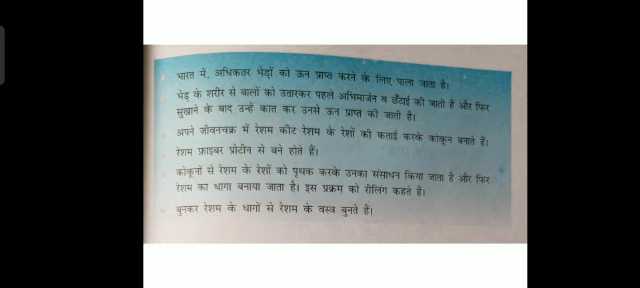 भारत में, अधिकतर भेड़ों को ऊन प्राप्त करने के लिए पाला जाता है।
भेड़ के शरीर से बालों को उतारकर पहले अभिमार्जन व छँटाई की जाती है और फिर
सुखाने के बाद उन्हें कात कर उनसे ऊन प्राप्त की जाती है।
अपने जीवनचक्र में रेशम कीट रेशम के रेशों की कताई करके कोकून बनाते हैं।
रेशम फ़ाइबर प्रोटीन से बने होते हैं।
कोकूनों से रेशम के रेशों को पृथक करके उनका संसाधन किया जाता है और फिर
रेशम का धागा बनाया जाता है। इस प्रक्रम को रीलिंग कहते हैं।
बुनकर रेशम के धागों से रेशम के वस्त्र बुनते हैं।